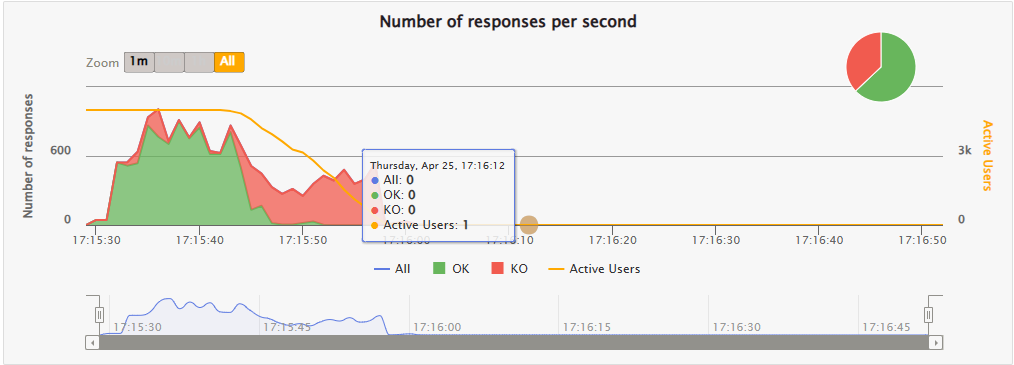 Number of responses per second
Zoom 1m All
Number of responses
600
0
Active Users
3k
0
Thursday, Apr 25, 17:16:12
All: 0
OK: 0
KO: 0
Active Users: 1
17:15:30 17:15:40 17:15:50 17:16:00 17:16:10 17:16:20 17:16:30 17:16:40 17:16:50
All OK KO Active Users
17:15:30 17:15:45 17:16:00 17:16:15 17:16:30 17:16:45